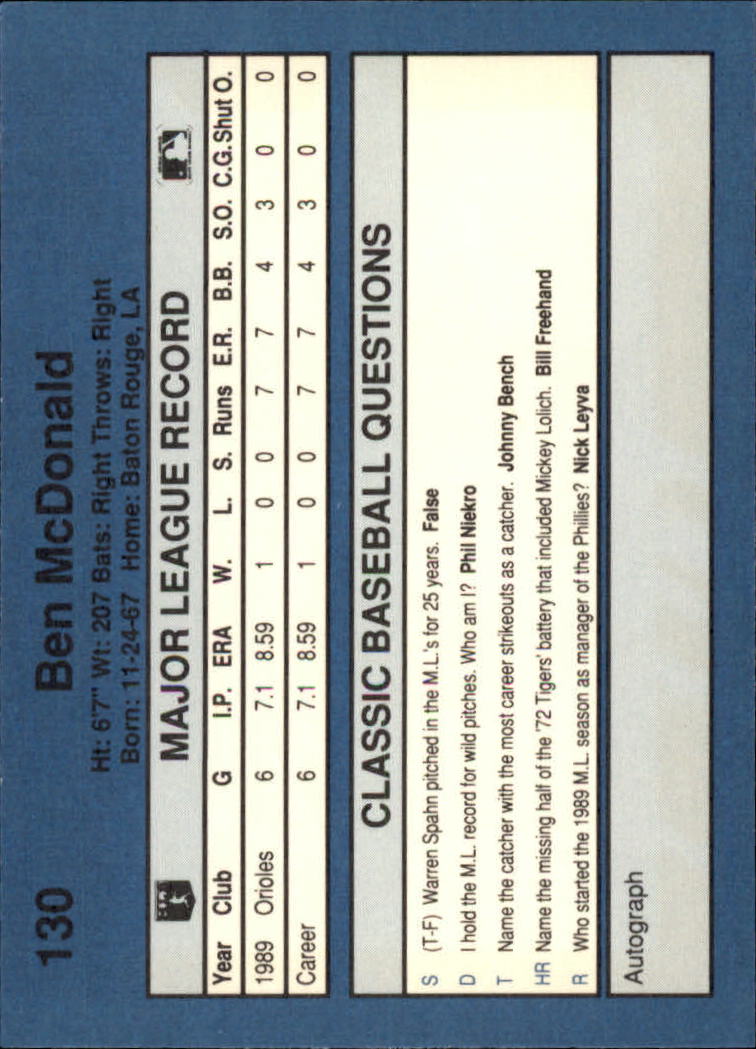 130 Ben McDonald
Ht: 6'7" Wt: 207 Bats: Right Throws: Right
Born: 11-24-67 Home: Baton Rouge, LA
MAJOR LEAGUE RECORD
Year Club G I.P. ERA W. L. S. Runs E.R. B.B. S.O. C.G. Shut O.
1989 Orioles 6 7.1 8.59 1 0 0 7 7 4 3 0 0
Career 6 7.1 8.59 1 0 0 7 7 4 3 0 0
CLASSIC BASEBALL QUESTIONS
S (T-F) Warren Spahn pitched in the M.L.'s for 25 years. False
D I hold the M.L. record for wild pitches. Who am I? Phil Niekro
T Name the catcher with the most career strikeouts as a catcher. Johnny Bench
HR Name the missing half of the '72 Tigers' battery that included Mickey Lolich. Bill Freehand
R Who started the 1989 M.L. season as manager of the Phillies? Nick Leyva
Autograph